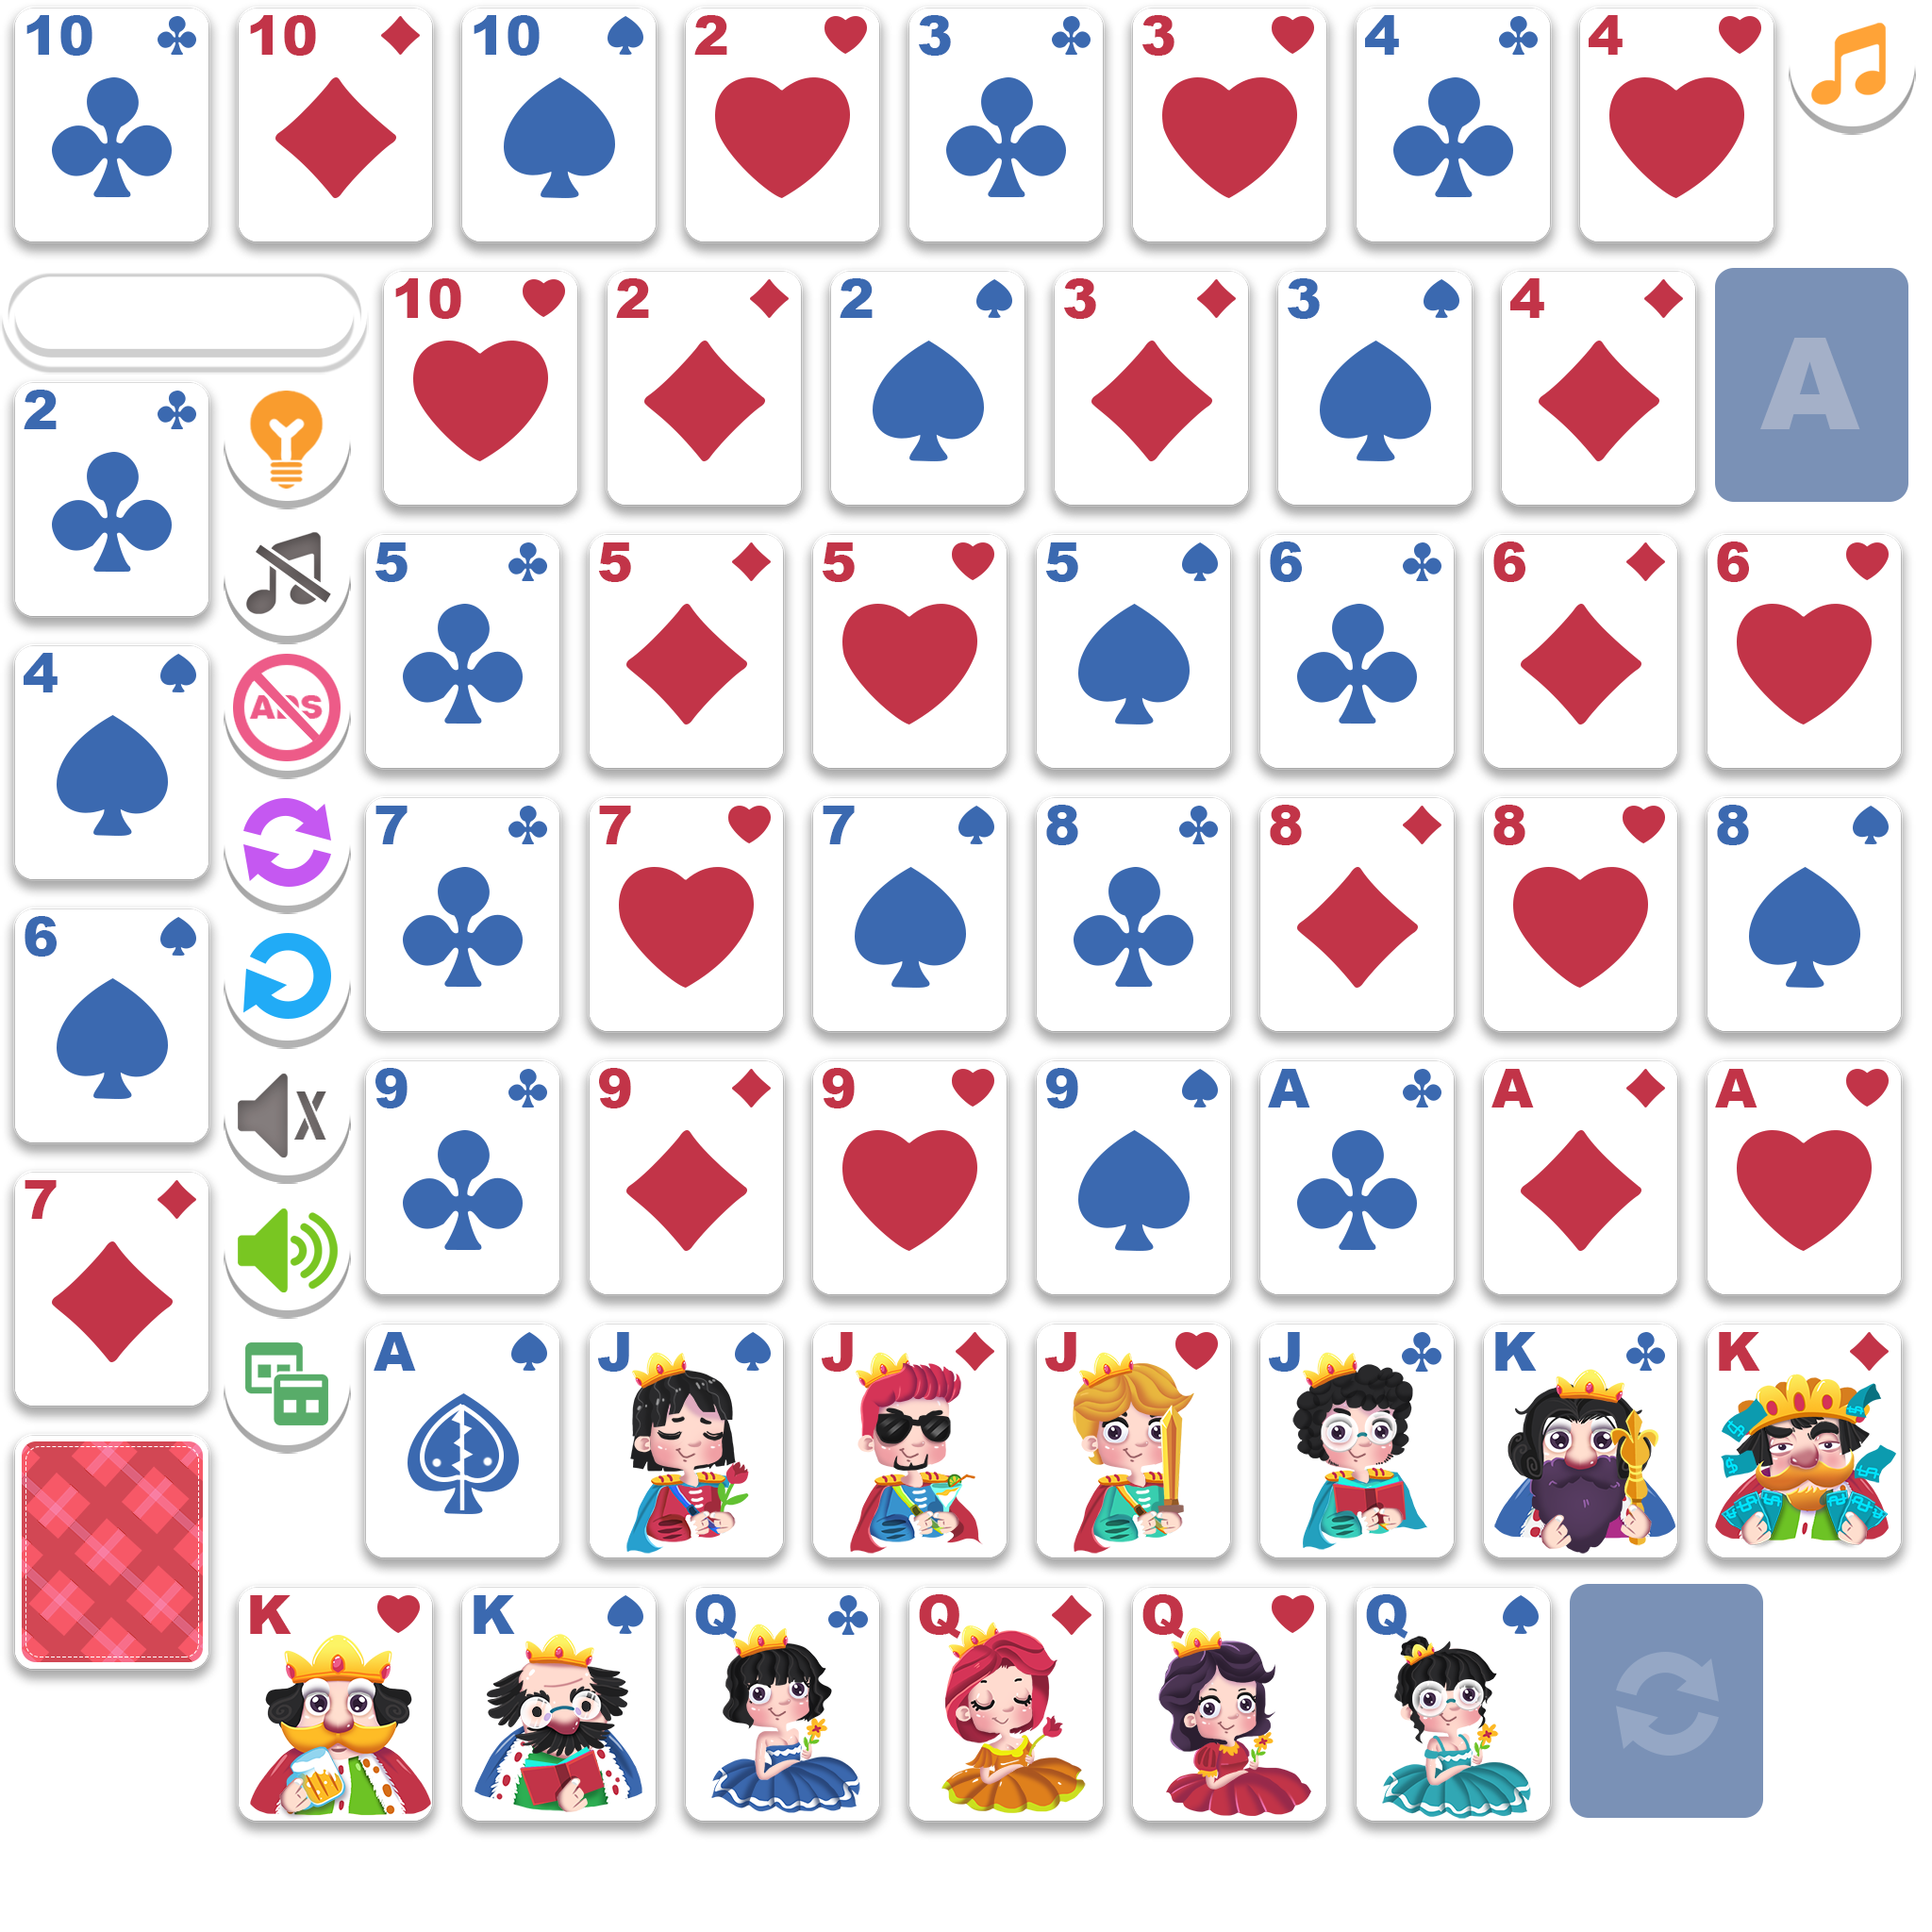 10 10 10 2 3 3 4 4
10 2 2 3 3 4 A
2
5 5 5 5 6 6 6
4
ADS
7 7 7 8 8 8 8
6
9 9 9 9 A A A
7
A J J J J K K
K K Q Q Q Q